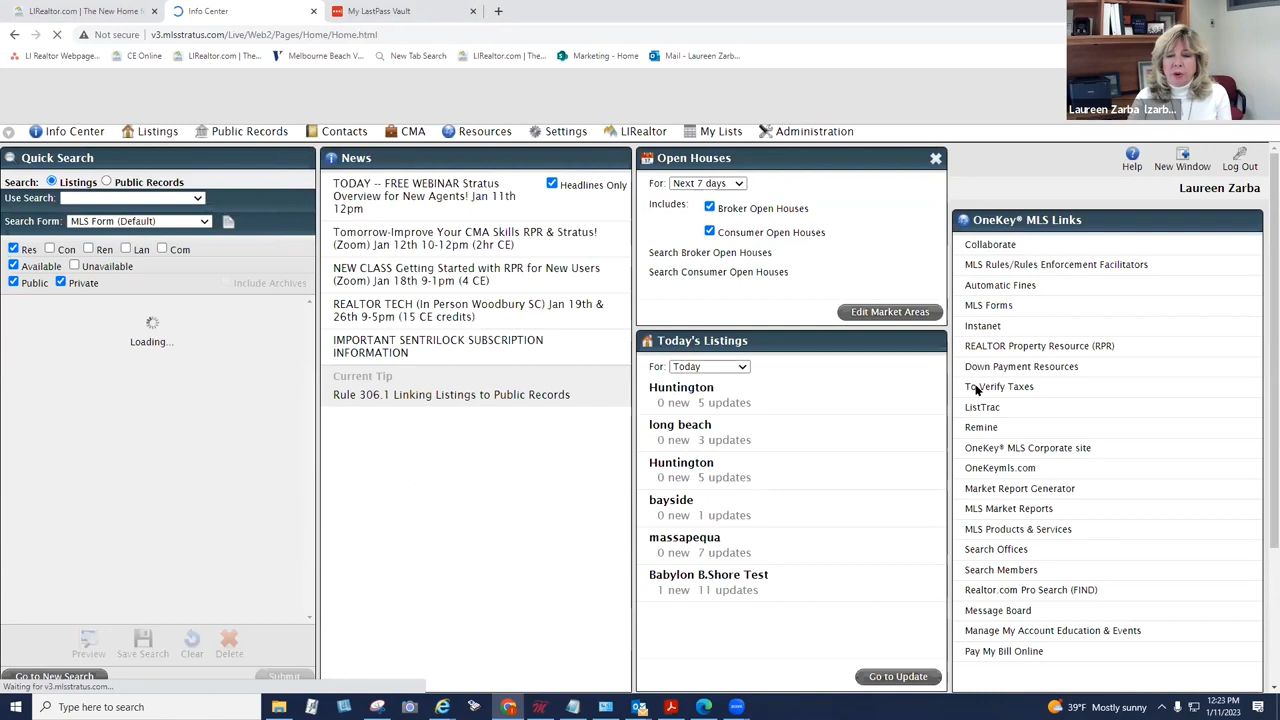 LIRealtor.com | The New Home
Info Center
My LastPass Vault
Not secure v3.mlsstratus.com/Live/Web2/Pages/Home/Home.html
LI Realtor Webpage...
CE Online
LIRealtor.com | The...
Melbourne Beach V...
New Tab Search
LIRealtor.com | The...
Marketing - Home
Mail - Laureen Zarb...
Laureen Zarba lzarb...
Info Center
Listings
Public Records
Contacts
CMA
Resources
Settings
LIRealtor
My Lists
Administration
Quick Search
Search: Listings Public Records
Use Search:
Search Form: MLS Form (Default)
Res Con Ren Lan Com
Available Unavailable
Public Private Include Archives
Loading...
Preview Save Search Clear Delete
Go to New Search Submit
Waiting for v3.mlsstratus.com...
News
TODAY -- FREE WEBINAR Stratus
Overview for New Agents! Jan 11th
12pm
Headlines Only
Tomorrow-Improve Your CMA Skills RPR & Stratus!
(Zoom) Jan 12th 10-12pm (2hr CE)
NEW CLASS Getting Started with RPR for New Users
(Zoom) Jan 18th 9-1pm (4 CE)
REALTOR TECH (In Person Woodbury SC) Jan 19th &
26th 9-5pm (15 CE credits)
IMPORTANT SENTRILOCK SUBSCRIPTION
INFORMATION
Current Tip
Rule 306.1 Linking Listings to Public Records
Open Houses
For: Next 7 days
Includes: Broker Open Houses
Consumer Open Houses
Search Broker Open Houses
Search Consumer Open Houses
Edit Market Areas
Today's Listings
For: Today
Huntington
0 new 5 updates
long beach
0 new 3 updates
Huntington
0 new 5 updates
bayside
0 new 1 updates
massapequa
0 new 7 updates
Babylon B.Shore Test
1 new 11 updates
Go to Update
Help New Window Log Out
Laureen Zarba
OneKey® MLS Links
Collaborate
MLS Rules/Rules Enforcement Facilitators
Automatic Fines
MLS Forms
Instanet
REALTOR Property Resource (RPR)
Down Payment Resources
To Verify Taxes
ListTrac
Remine
OneKey® MLS Corporate site
OneKeymls.com
Market Report Generator
MLS Market Reports
MLS Products & Services
Search Offices
Search Members
Realtor.com Pro Search (FIND)
Message Board
Manage My Account Education & Events
Pay My Bill Online
Type here to search
39°F Mostly sunny
12:23 PM
1/11/2023